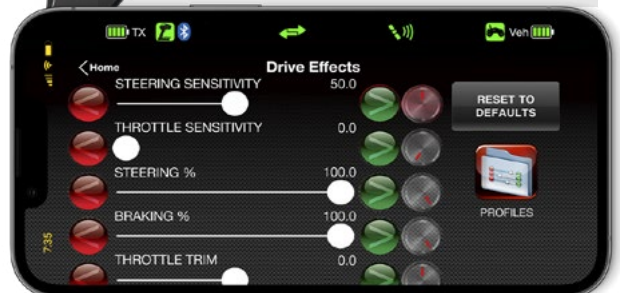 TX
Veh
Home
Drive Effects
STEERING SENSITIVITY 50.0
THROTTLE SENSITIVITY 0.0
STEERING % 100.0
BRAKING % 100.0
THROTTLE TRIM 0.0
RESET TO
DEFAULTS
PROFILES
7:35